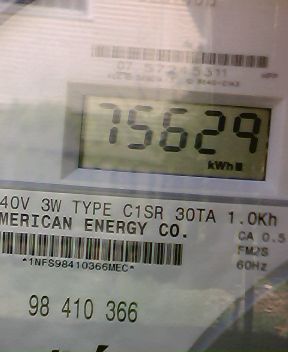 75629
kWh
40V 3W TYPE C1SR 30TA 1.0Kh
MERICAN ENERGY CO.
CA 0.5
FM2S
*1NFS98410366MEC*
60Hz
98 410 366